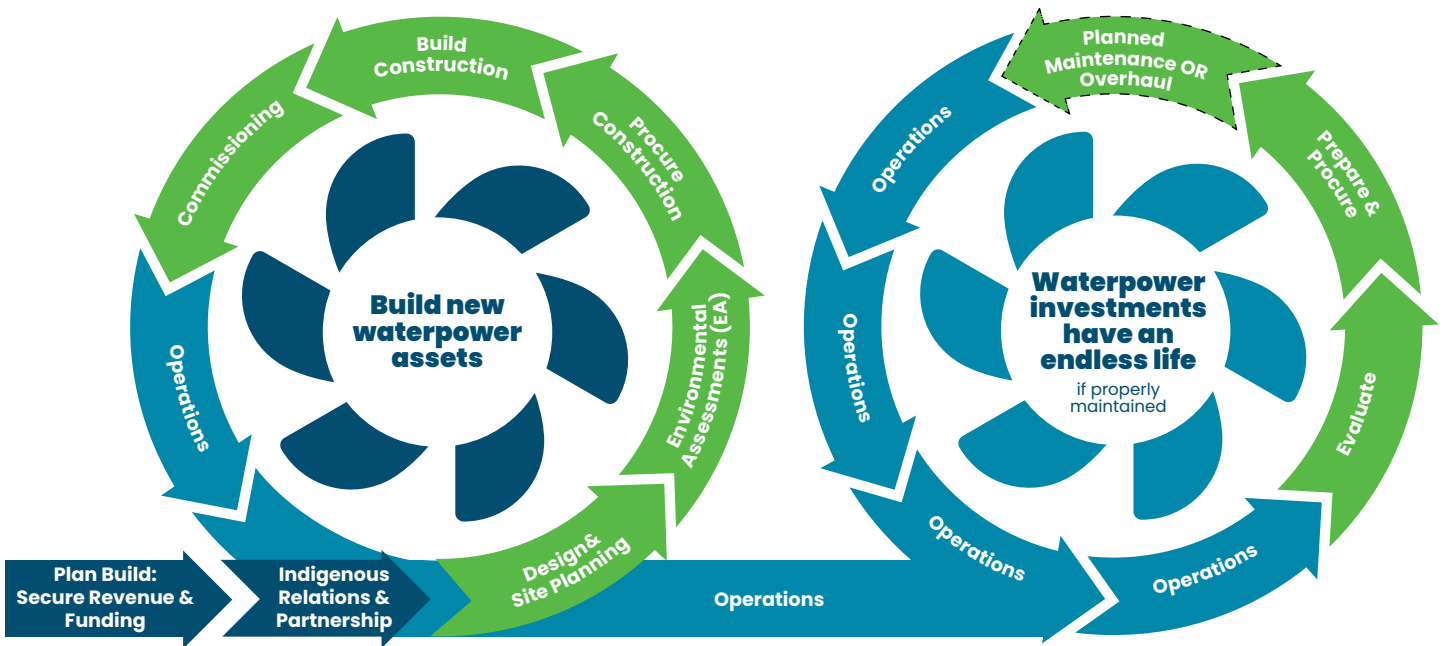 Plan Build:
Secure Revenue &
Funding
Indigenous
Relations &
Partnership
Design&
Site Planning
Environmental
Assessments (EA)
Procure
Construction
Build
Construction
Commissioning
Operations
Build new
waterpower
assets
Operations
Operations
Operations
Evaluate
Prepare &
Procure
Planned
Maintenance OR
Overhaul
Operations
Operations
Waterpower
investments
have an
endless life
if properly
maintained